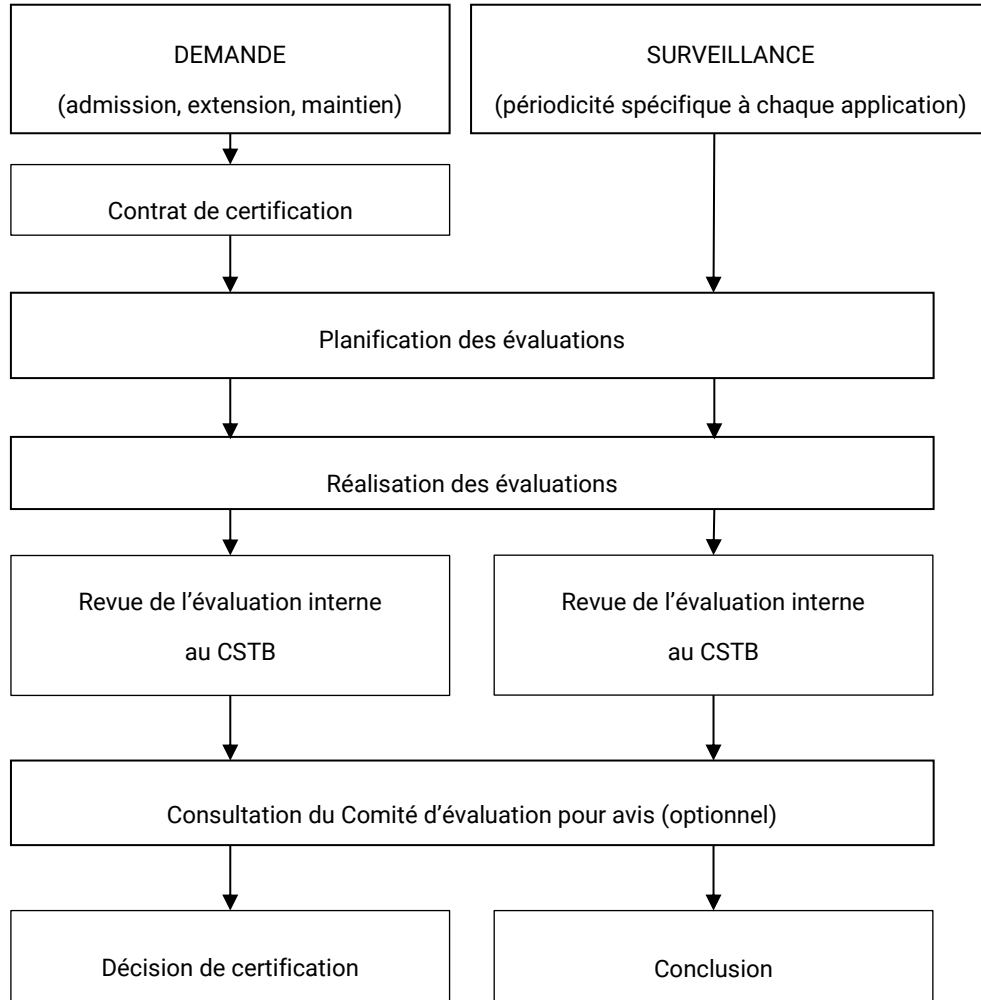 DEMANDE
(admission, extension, maintien)
SURVEILLANCE
(périodicité spécifique à chaque application)
Contrat de certification
Planification des évaluations
Réalisation des évaluations
Revue de l’évaluation interne
au CSTB
Revue de l’évaluation interne
au CSTB
Consultation du Comité d’évaluation pour avis (optionnel)
Décision de certification
Conclusion